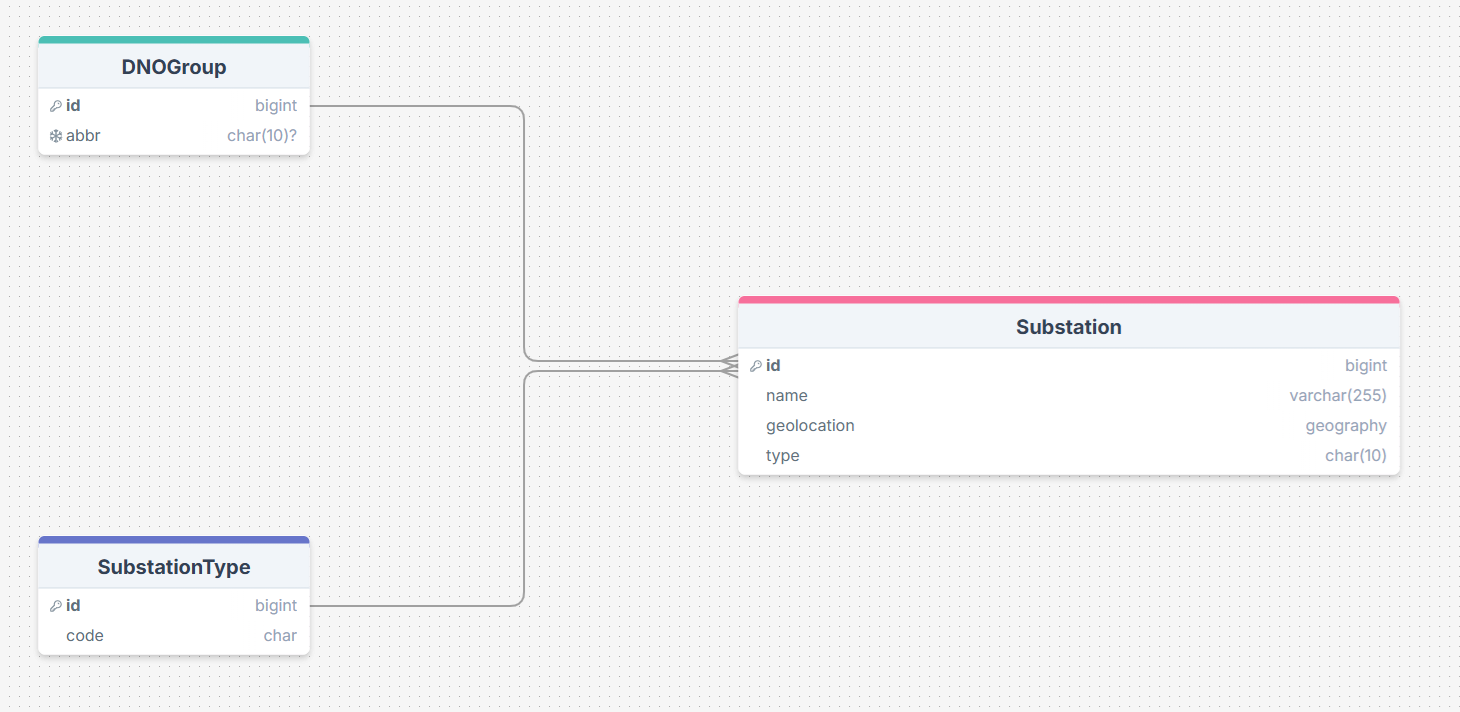 DNOGroup
id bigint
abbr char(10)?
Substation
id bigint
name varchar(255)
geolocation geography
type char(10)
SubstationType
id bigint
code char